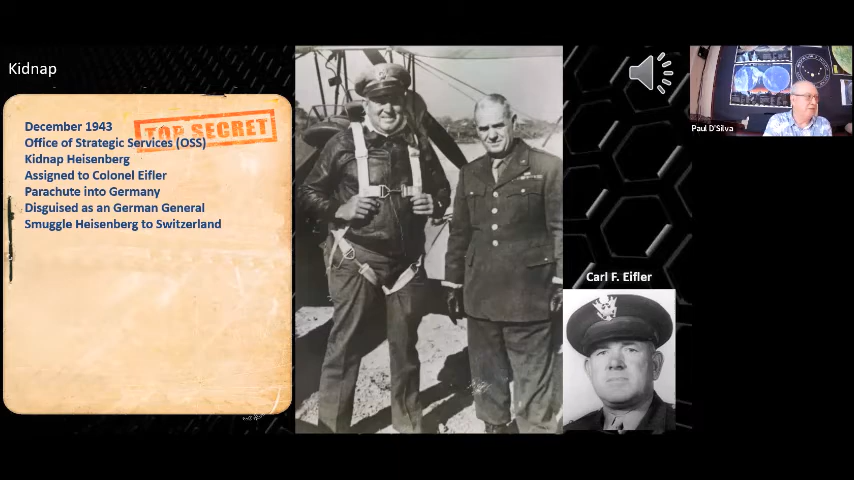 Kidnap
TOP SECRET
December 1943
Office of Strategic Services (OSS)
Kidnap Heisenberg
Assigned to Colonel Eifler
Parachute into Germany
Disguised as an German General
Smuggle Heisenberg to Switzerland
Carl F. Eifler
Paul D'Silva